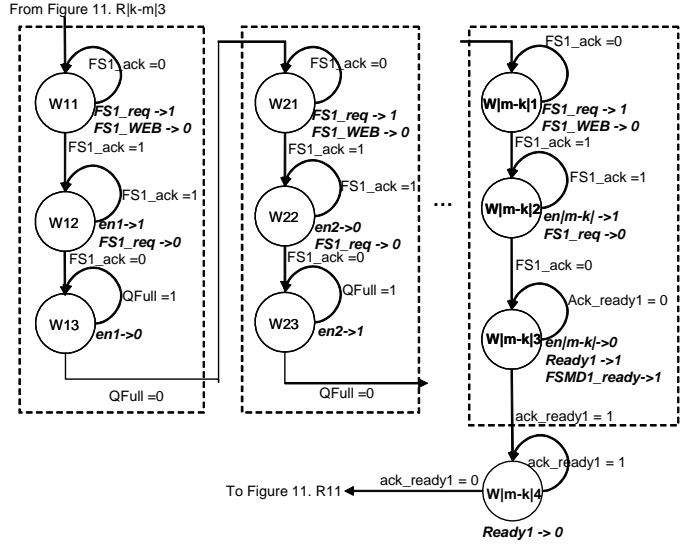 From Figure 11. R|k-m|3
FS1_ack =0
W11
FS1_req ->1
FS1_WEB -> 0
FS1_ack =1
FS1_ack =1
W12
en1->1
FS1_req ->0
FS1_ack =0
QFull =1
W13
en1->0
QFull =0
FS1_ack =0
W21
FS1_req -> 1
FS1_WEB -> 0
FS1_ack =1
FS1_ack =1
W22
en2->0
FS1_req -> 0
FS1_ack =0
QFull =1
W23
en2->1
QFull =0
...
FS1_ack =0
W|m-k|1
FS1_req -> 1
FS1_WEB -> 0
FS1_ack =1
FS1_ack =1
W|m-k|2
en|m-k| ->1
FS1_req ->0
FS1_ack =0
Ack_ready1 = 0
W|m-k|3
en|m-k|->0
Ready1 ->1
FSMD1_ready->1
ack_ready1 = 1
ack_ready1 = 1
W|m-k|4
Ready1 -> 0
ack_ready1 = 0
To Figure 11. R11